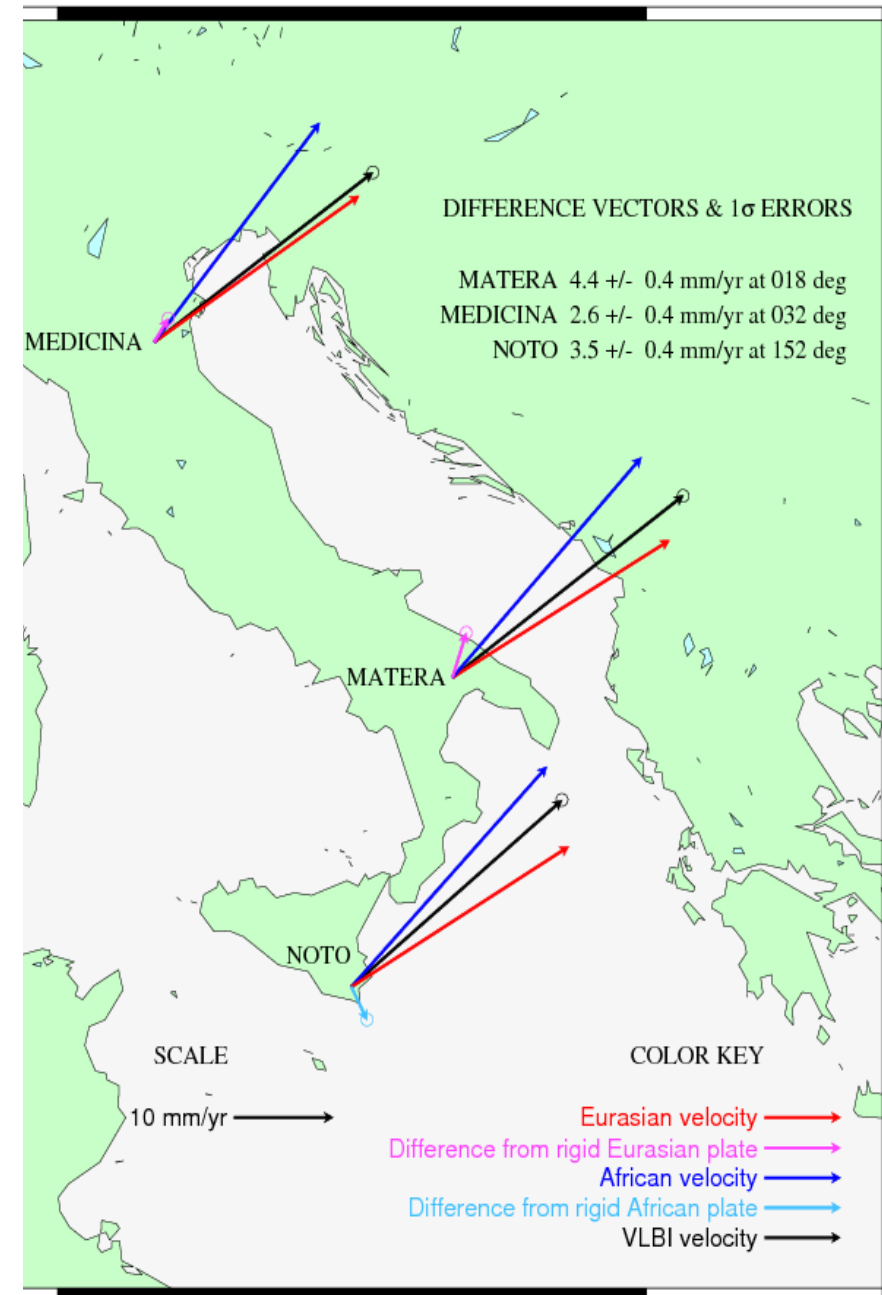 DIFFERENCE VECTORS & 1σ ERRORS
MATERA 4.4 +/- 0.4 mm/yr at 018 deg
MEDICINA 2.6 +/- 0.4 mm/yr at 032 deg
NOTO 3.5 +/- 0.4 mm/yr at 152 deg
MEDICINA
MATERA
NOTO
SCALE
10 mm/yr
COLOR KEY
Eurasian velocity
Difference from rigid Eurasian plate
African velocity
Difference from rigid African plate
VLBI velocity